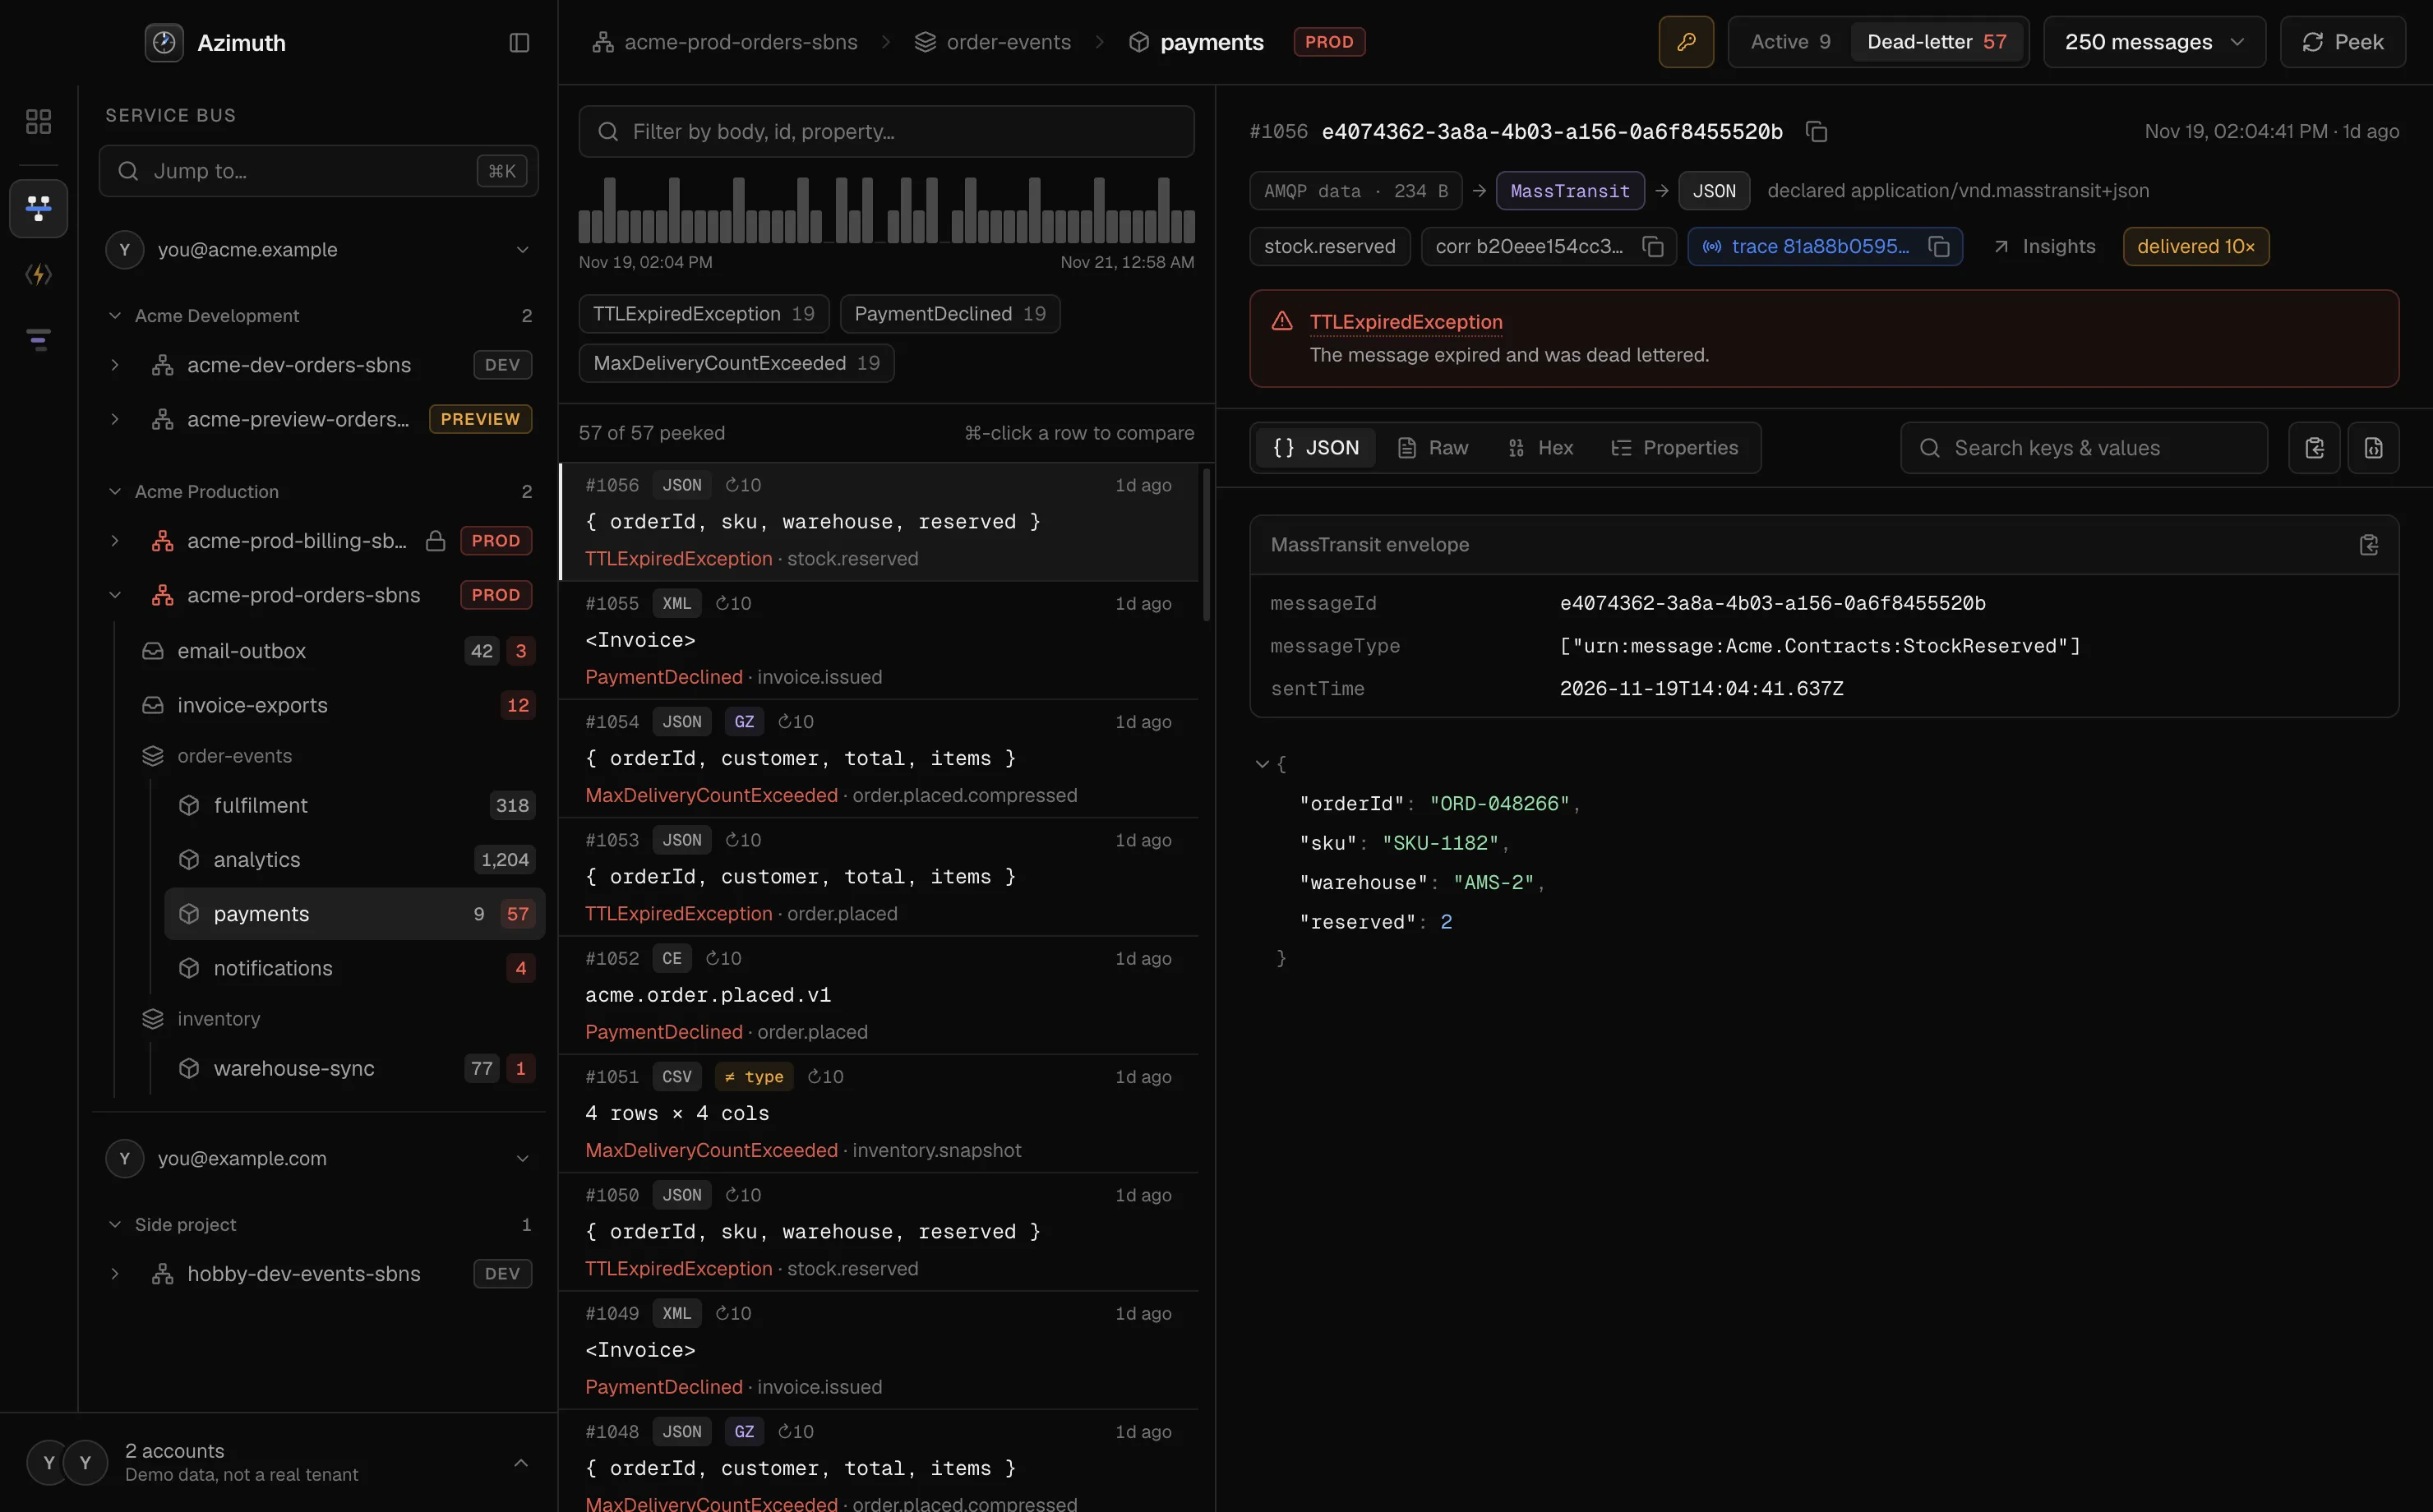 Azimuth
SERVICE BUS
Jump to…
⌘K
Y you@acme.example
Acme Development 2
acme-dev-orders-sbns DEV
acme-preview-orders… PREVIEW
Acme Production 2
acme-prod-billing-sb… PROD
acme-prod-orders-sbns PROD
email-outbox 42 3
invoice-exports 12
order-events
fulfilment 318
analytics 1,204
payments 9 57
notifications 4
inventory
warehouse-sync 77 1
Y you@example.com
Side project 1
hobby-dev-events-sbns DEV
Y Y 2 accounts
Demo data, not a real tenant
acme-prod-orders-sbns > order-events > payments PROD
Active 9 Dead-letter 57 250 messages Peek
Filter by body, id, property…
Nov 19, 02:04 PM Nov 21, 12:58 AM
TTLExpiredException 19 PaymentDeclined 19
MaxDeliveryCountExceeded 19
57 of 57 peeked ⌘-click a row to compare
#1056 JSON ↻10 1d ago
{ orderId, sku, warehouse, reserved }
TTLExpiredException · stock.reserved
#1055 XML ↻10 1d ago
<Invoice>
PaymentDeclined · invoice.issued
#1054 JSON GZ ↻10 1d ago
{ orderId, customer, total, items }
MaxDeliveryCountExceeded · order.placed.compressed
#1053 JSON ↻10 1d ago
{ orderId, customer, total, items }
TTLExpiredException · order.placed
#1052 CE ↻10 1d ago
acme.order.placed.v1
PaymentDeclined · order.placed
#1051 CSV ≠ type ↻10 1d ago
4 rows × 4 cols
MaxDeliveryCountExceeded · inventory.snapshot
#1050 JSON ↻10 1d ago
{ orderId, sku, warehouse, reserved }
TTLExpiredException · stock.reserved
#1049 XML ↻10 1d ago
<Invoice>
PaymentDeclined · invoice.issued
#1048 JSON GZ ↻10 1d ago
{ orderId, customer, total, items }
MaxDeliveryCountExceeded · order.placed.compressed
#1056 e4074362-3a8a-4b03-a156-0a6f8455520b Nov 19, 02:04:41 PM · 1d ago
AMQP data · 234 B → MassTransit → JSON declared application/vnd.masstransit+json
stock.reserved corr b20eee154cc3… trace 81a88b0595… Insights delivered 10×
TTLExpiredException
The message expired and was dead lettered.
{} JSON Raw Hex Properties Search keys & values
MassTransit envelope
messageId e4074362-3a8a-4b03-a156-0a6f8455520b
messageType ["urn:message:Acme.Contracts:StockReserved"]
sentTime 2026-11-19T14:04:41.637Z
{
"orderId": "ORD-048266",
"sku": "SKU-1182",
"warehouse": "AMS-2",
"reserved": 2
}